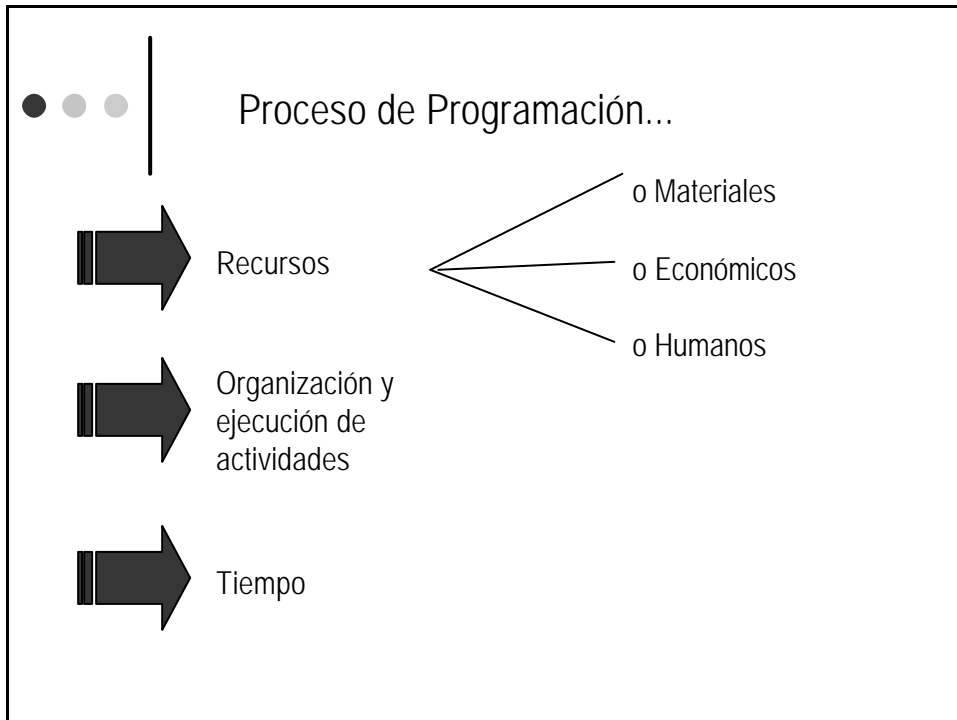 Proceso de Programación...
Recursos
o Materiales
o Económicos
o Humanos
Organización y
ejecución de
actividades
Tiempo